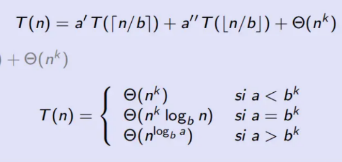 T(n) = a′ T(⌈n/b⌉) + a″ T(⌊n/b⌋) + Θ(n^k)
) + Θ(n^k)
T(n) = { Θ(n^k) si a < b^k
Θ(n^k log_b n) si a = b^k
Θ(n^{log_b a}) si a > b^k